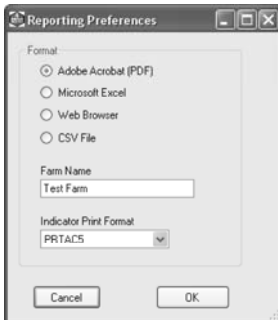 Reporting Preferences
Format
Adobe Acrobat (PDF)
Microsoft Excel
Web Browser
CSV File
Farm Name
Test Farm
Indicator Print Format
PRTAC5
Cancel OK